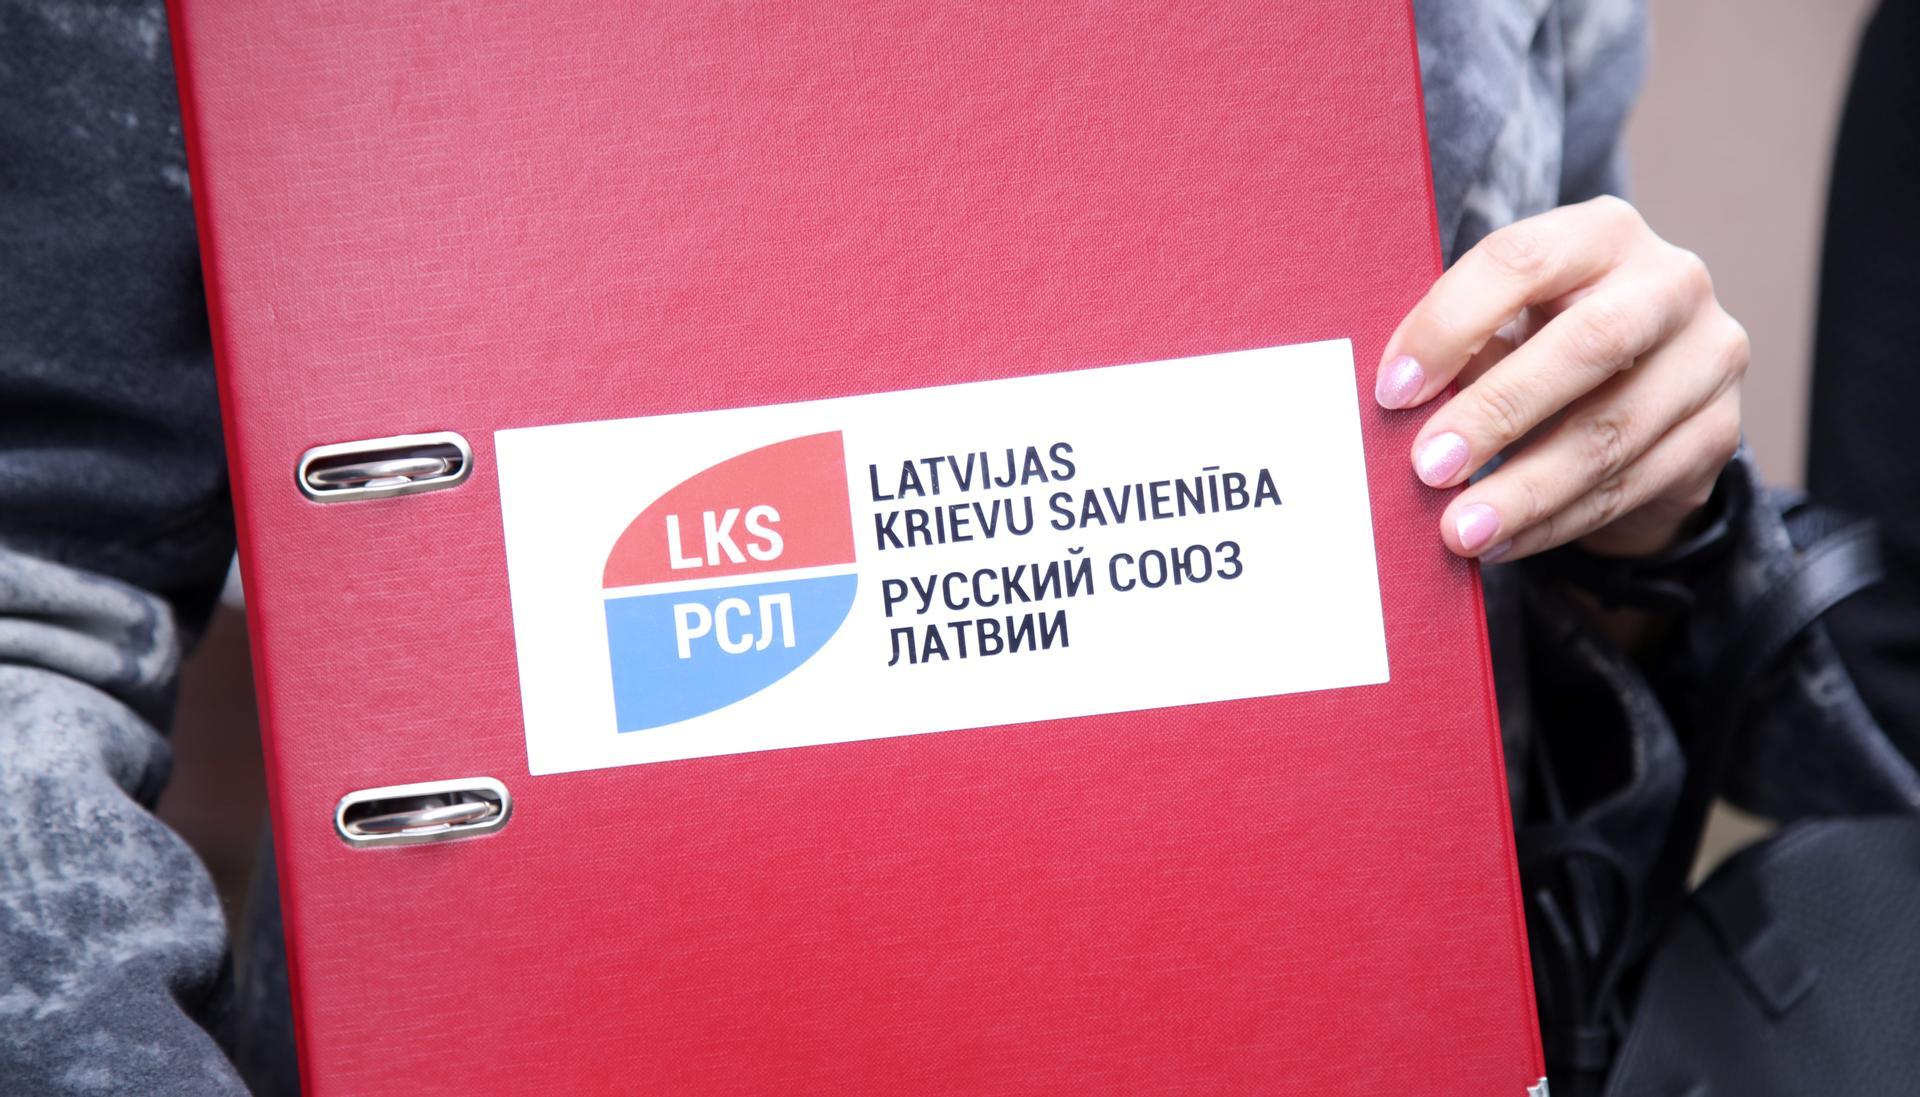 LKS
РСЛ
LATVIJAS
KRIEVU SAVIENĪBA
РУССКИЙ СОЮЗ
ЛАТВИИ